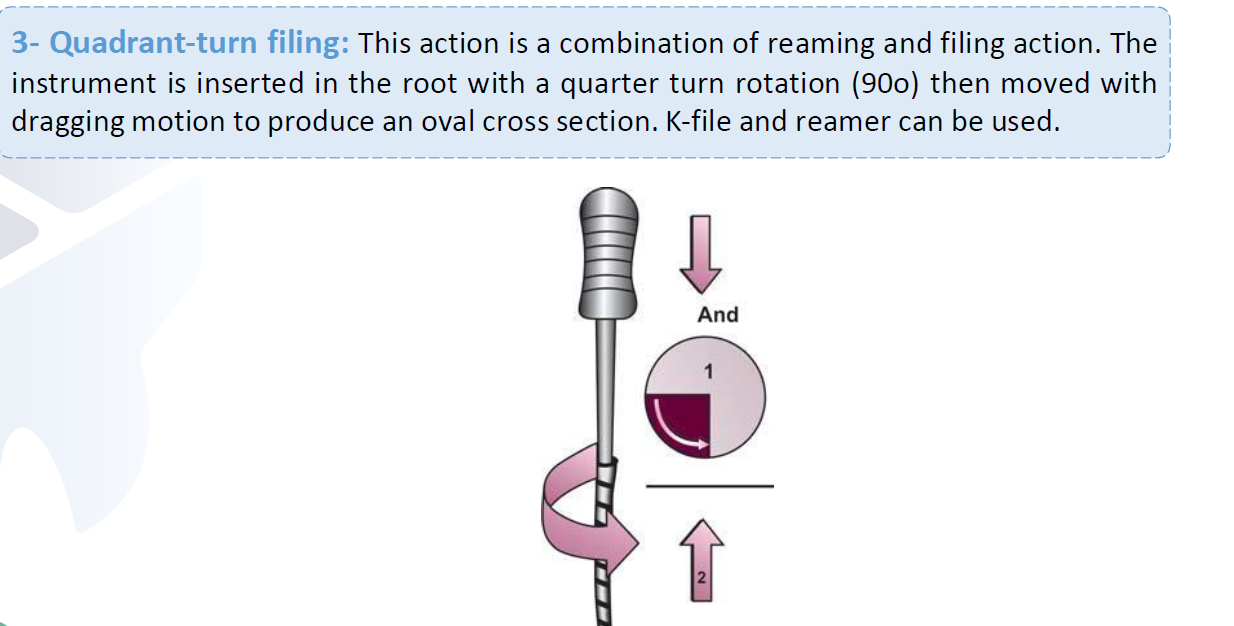 3- Quadrant-turn filing: This action is a combination of reaming and filing action. The
instrument is inserted in the root with a quarter turn rotation (90o) then moved with
dragging motion to produce an oval cross section. K-file and reamer can be used.
And
1
2